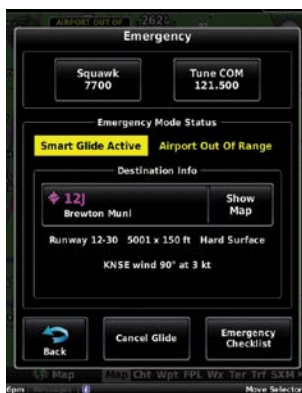 AIRPORT OUT OF 262
Emergency
Squawk
7700
Tune COM
121.500
Emergency Mode Status
Smart Glide Active
Airport Out Of Range
Destination Info
12J
Brewton Muni
Show
Map
Runway 12-30 5001 x 150 ft Hard Surface
KNSE wind 90° at 3 kt
Back
Cancel Glide
Emergency
Checklist
Map Map Cht Wpt FPL Wx Ter Trf SXM
6pm Messages Move Selector